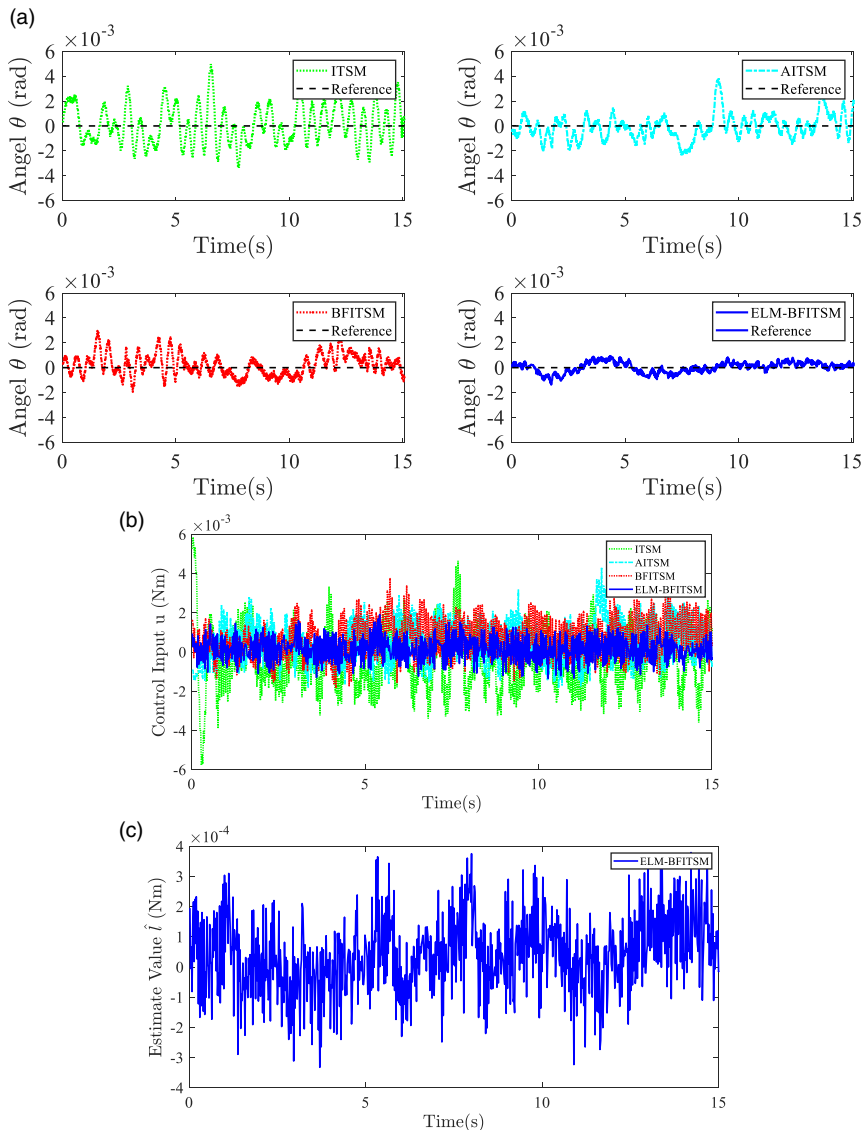 (a)
×10⁻³
6
4
2
0
-2
-4
-6
Angel θ (rad)
0 5 10 15
Time(s)
ITSM
Reference
×10⁻³
6
4
2
0
-2
-4
-6
Angel θ (rad)
0 5 10 15
Time(s)
AITSM
Reference
×10⁻³
6
4
2
0
-2
-4
-6
Angel θ (rad)
0 5 10 15
Time(s)
BFITSM
Reference
×10⁻³
6
4
2
0
-2
-4
-6
Angel θ (rad)
0 5 10 15
Time(s)
ELM-BFITSM
Reference
(b)
×10⁻³
6
4
2
0
-2
-4
-6
Control Input u (Nm)
0 5 10 15
Time(s)
ITSM
AITSM
BFITSM
ELM-BFITSM
(c)
×10⁻⁴
4
3
2
1
0
-1
-2
-3
-4
Estimate Value l̂ (Nm)
0 5 10 15
Time(s)
ELM-BFITSM